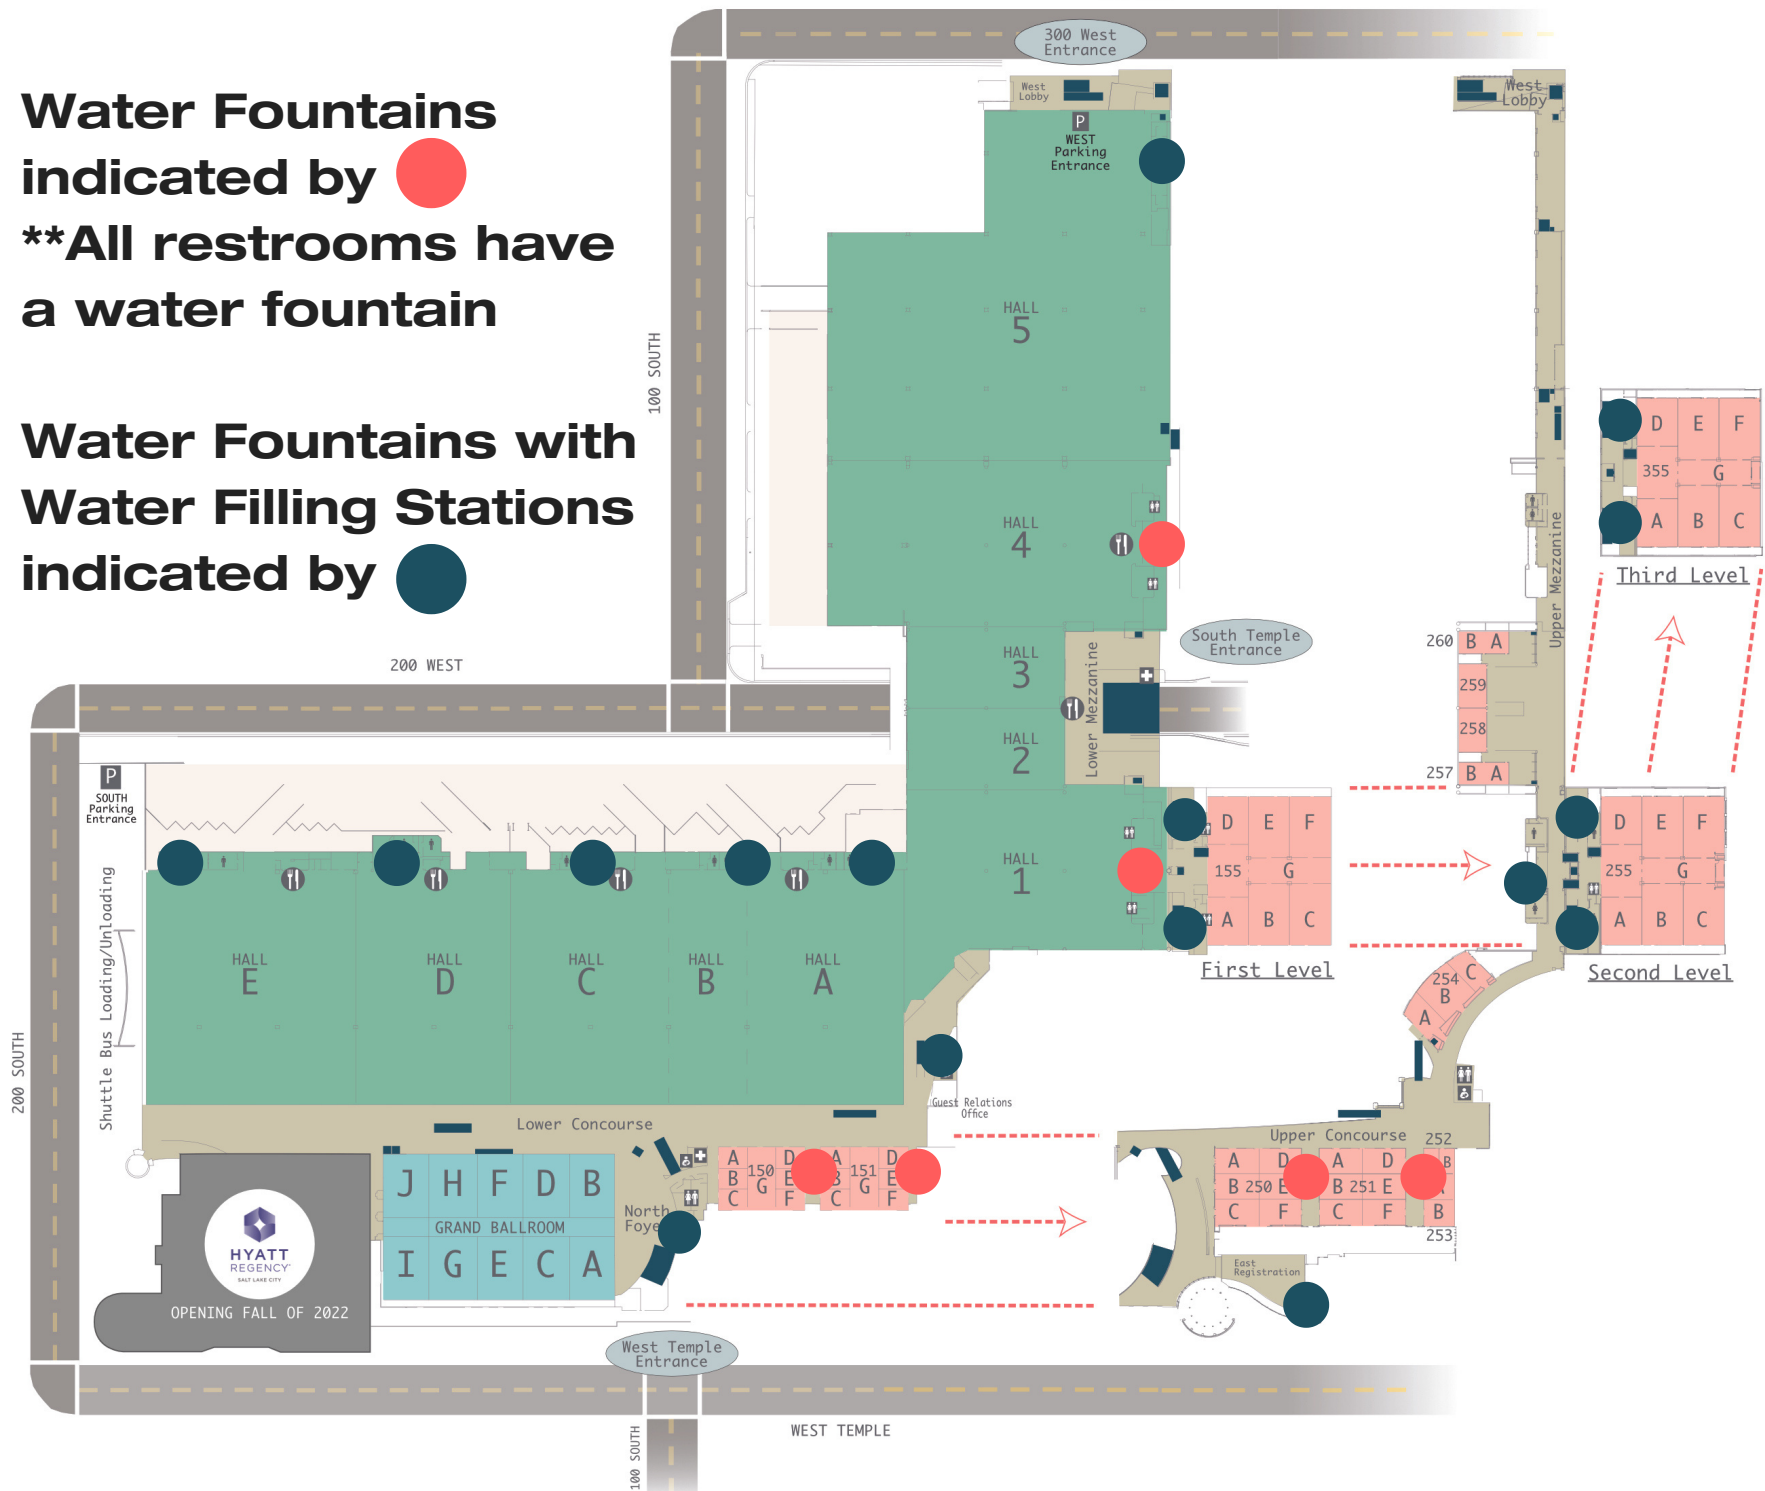 Water Fountains
indicated by
**All restrooms have
a water fountain
Water Fountains with
Water Filling Stations
indicated by
300 West
Entrance
West
Lobby
P
WEST
Parking
Entrance
West
Lobby
HALL
5
100 SOUTH
HALL
4
Upper Mezzanine
D E F
355
G
A B C
Third Level
South Temple
Entrance
HALL
3
Lower Mezzanine
HALL
2
260 B A
259
258
257 B A
200 WEST
P
SOUTH
Parking
Entrance
Shuttle Bus Loading/Unloading
200 SOUTH
HALL
1
D E F
155 G
A B C
First Level
D E F
255 G
A B C
Second Level
254 C
B
A
HALL
E
HALL
D
HALL
C
HALL
B
HALL
A
Guest Relations
Office
Lower Concourse
Upper Concourse
252
J H F D B
GRAND BALLROOM
I G E C A
North
Foye
A D
150
B G E
C F
A D
151
B G E
C F
A D
B 250 E
C F
A D
B 251 E
C F
B
A
B
253
East
Registration
HYATT
REGENCY
SALT LAKE CITY
OPENING FALL OF 2022
West Temple
Entrance
WEST TEMPLE
100 SOUTH